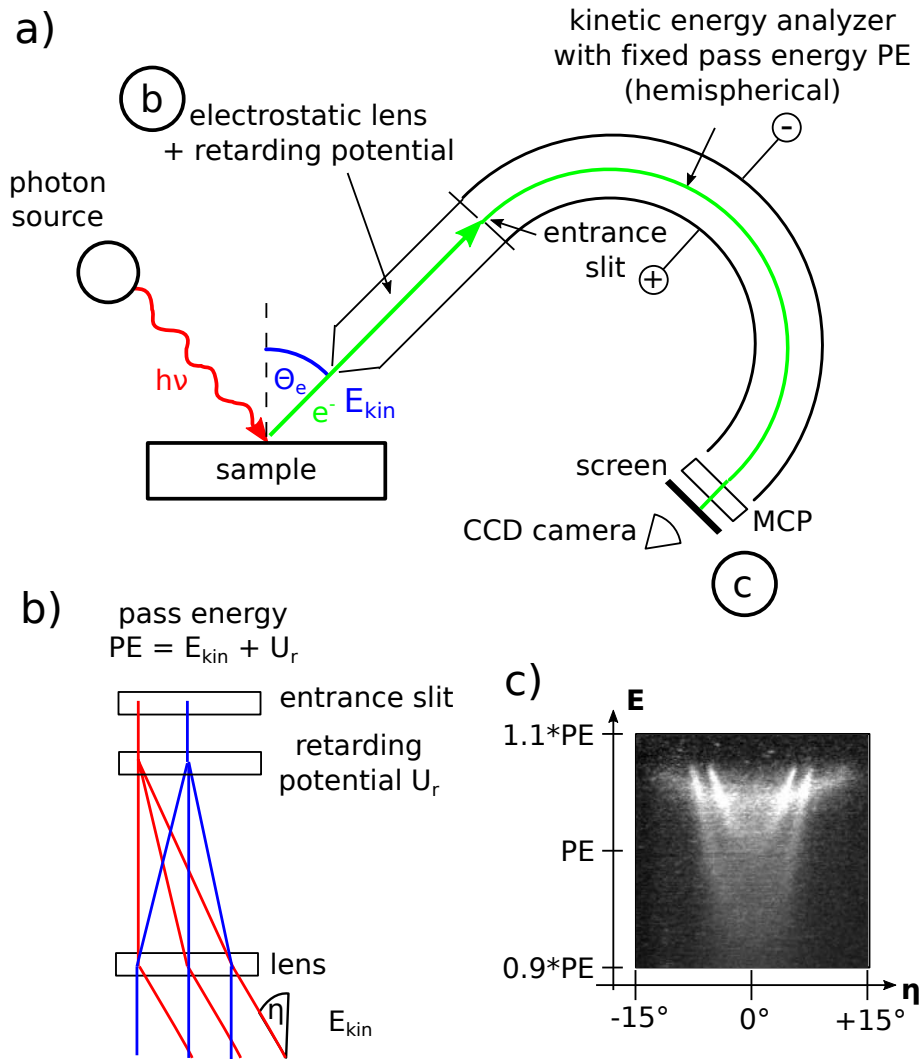 a)
kinetic energy analyzer
with fixed pass energy PE
(hemispherical)
b
electrostatic lens
+ retarding potential
-
photon
source
entrance
slit
+
hν
Θe
e-
Ekin
sample
screen
MCP
CCD camera
c
b)
pass energy
PE = Ekin + Ur
entrance slit
retarding
potential Ur
lens
η
Ekin
c)
E
1.1*PE
PE
0.9*PE
η
-15°
0°
+15°